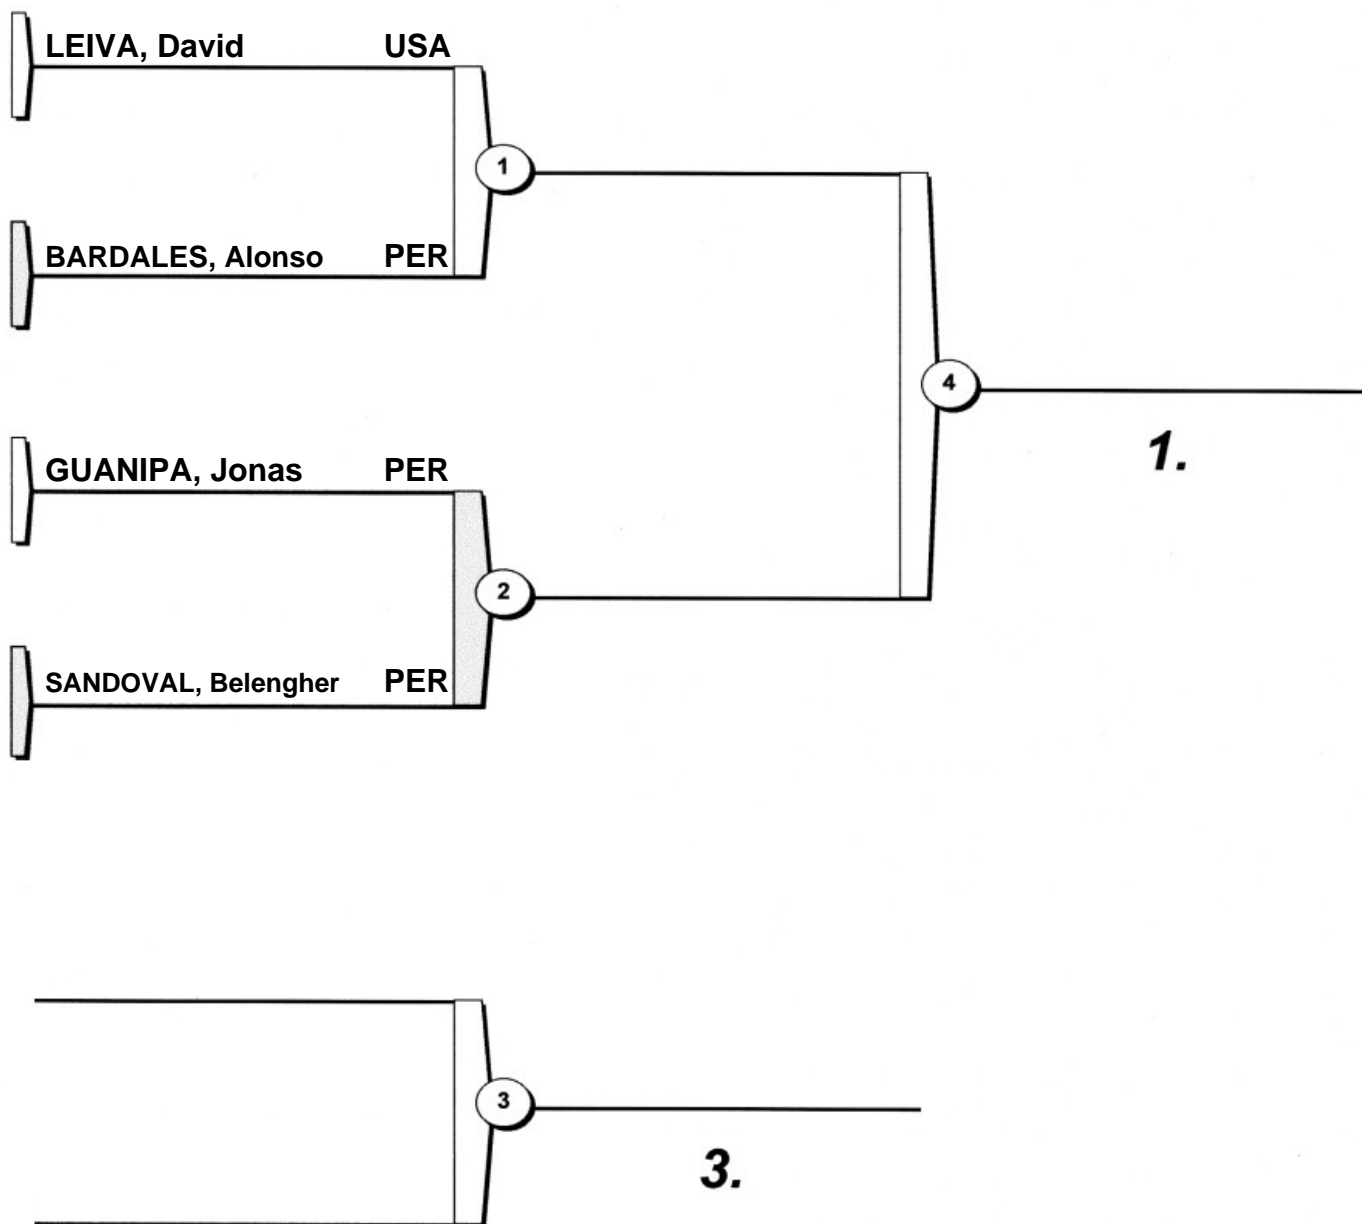 LEIVA, David USA
1
BARDALES, Alonso PER
4
1.
GUANIPA, Jonas PER
2
SANDOVAL, Belengher PER
3
3.